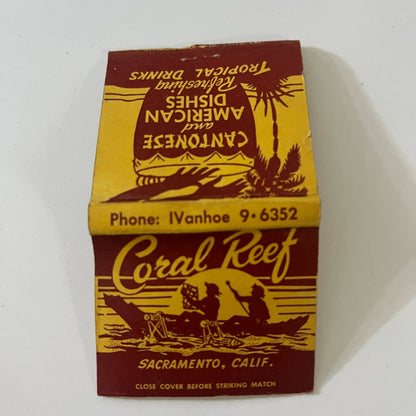 CANTONESE
and
AMERICAN
DISHES
Refreshing
TROPICAL DRINKS
Phone: IVanhoe 9·6352
Coral Reef
SACRAMENTO, CALIF.
CLOSE COVER BEFORE STRIKING MATCH